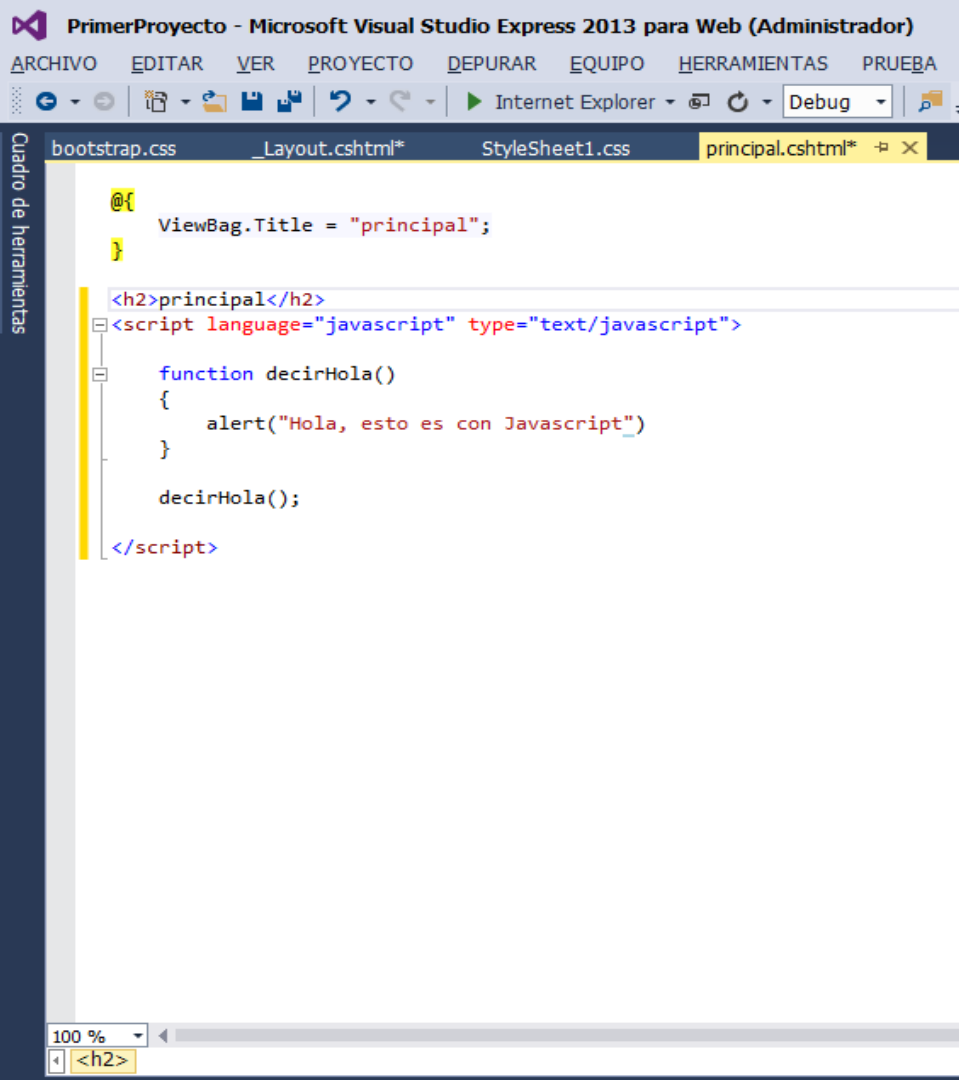 PrimerProyecto - Microsoft Visual Studio Express 2013 para Web (Administrador)
ARCHIVO EDITAR VER PROYECTO DEPURAR EQUIPO HERRAMIENTAS PRUEBA
Internet Explorer Debug
Cuadro de herramientas
bootstrap.css _Layout.cshtml* StyleSheet1.css principal.cshtml*
@{
ViewBag.Title = "principal";
}
<h2>principal</h2>
<script language="javascript" type="text/javascript">
function decirHola()
{
alert("Hola, esto es con Javascript")
}
decirHola();
</script>
100 %
<h2>